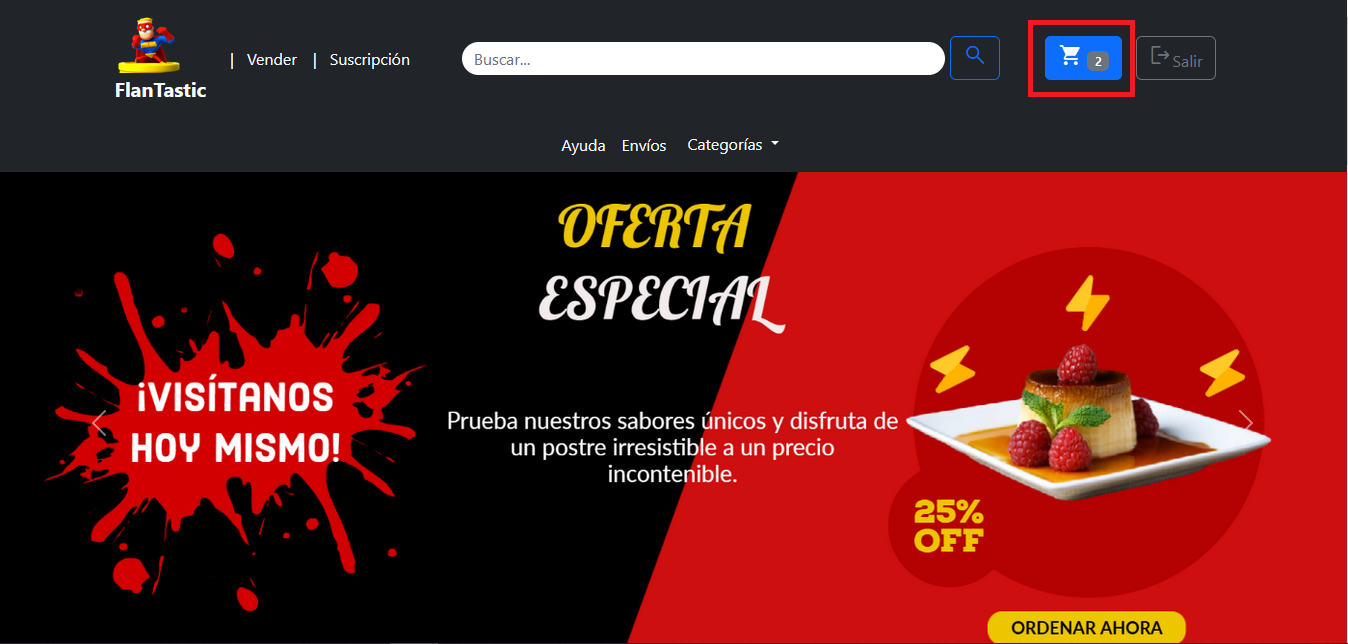 FlanTastic
| Vender | Suscripción
Buscar...
2
Salir
Ayuda Envíos Categorías
OFERTA
ESPECIAL
¡VISÍTANOS
HOY MISMO!
Prueba nuestros sabores únicos y disfruta de
un postre irresistible a un precio
incontenible.
25%
OFF
ORDENAR AHORA